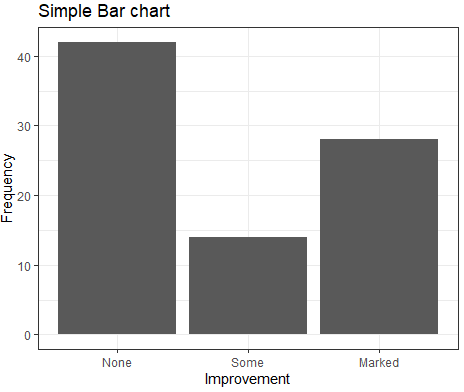 Simple Bar chart
Frequency
40
30
20
10
0
None Some Marked
Improvement